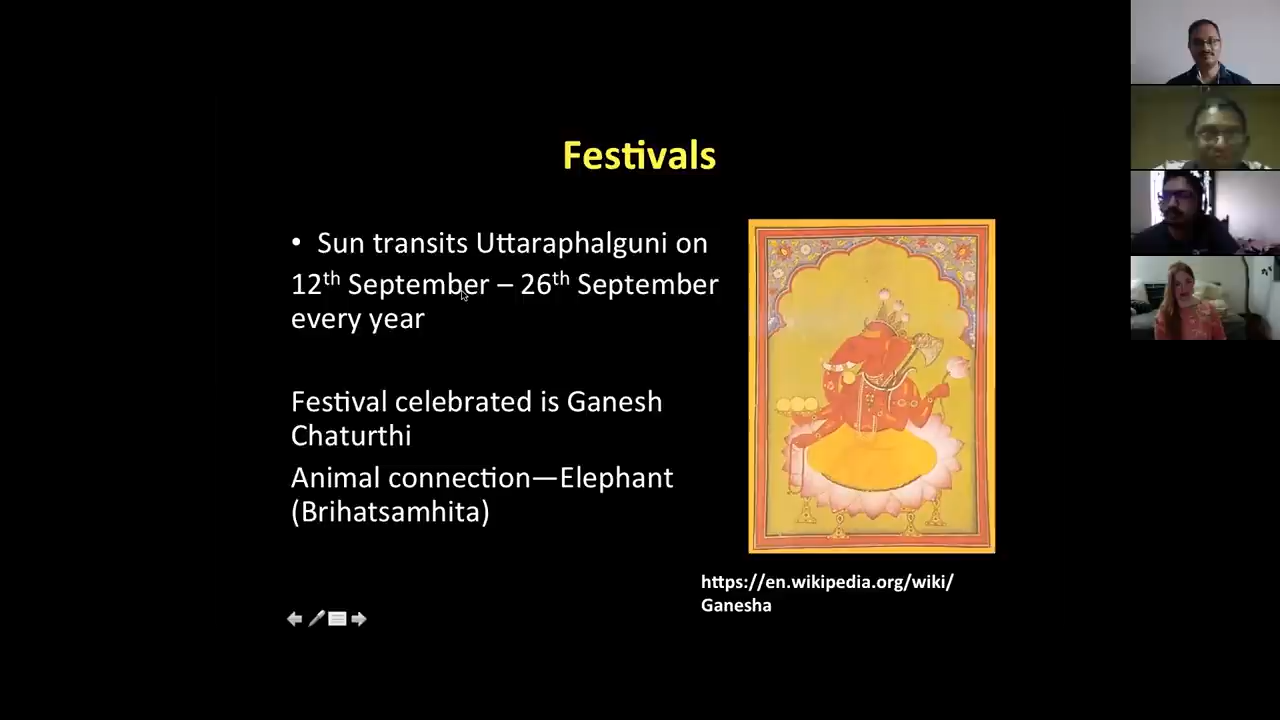 Festivals
• Sun transits Uttaraphalguni on
12th September – 26th September
every year
Festival celebrated is Ganesh
Chaturthi
Animal connection—Elephant
(Brihatsamhita)
https://en.wikipedia.org/wiki/
Ganesha